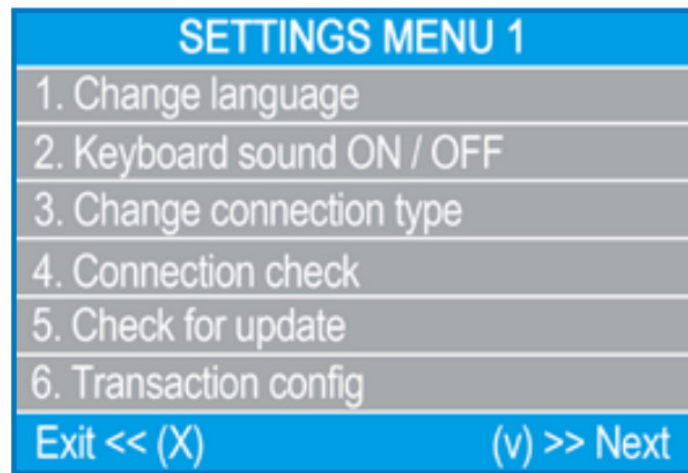 SETTINGS MENU 1
1. Change language
2. Keyboard sound ON / OFF
3. Change connection type
4. Connection check
5. Check for update
6. Transaction config
Exit << (X) (v) >> Next